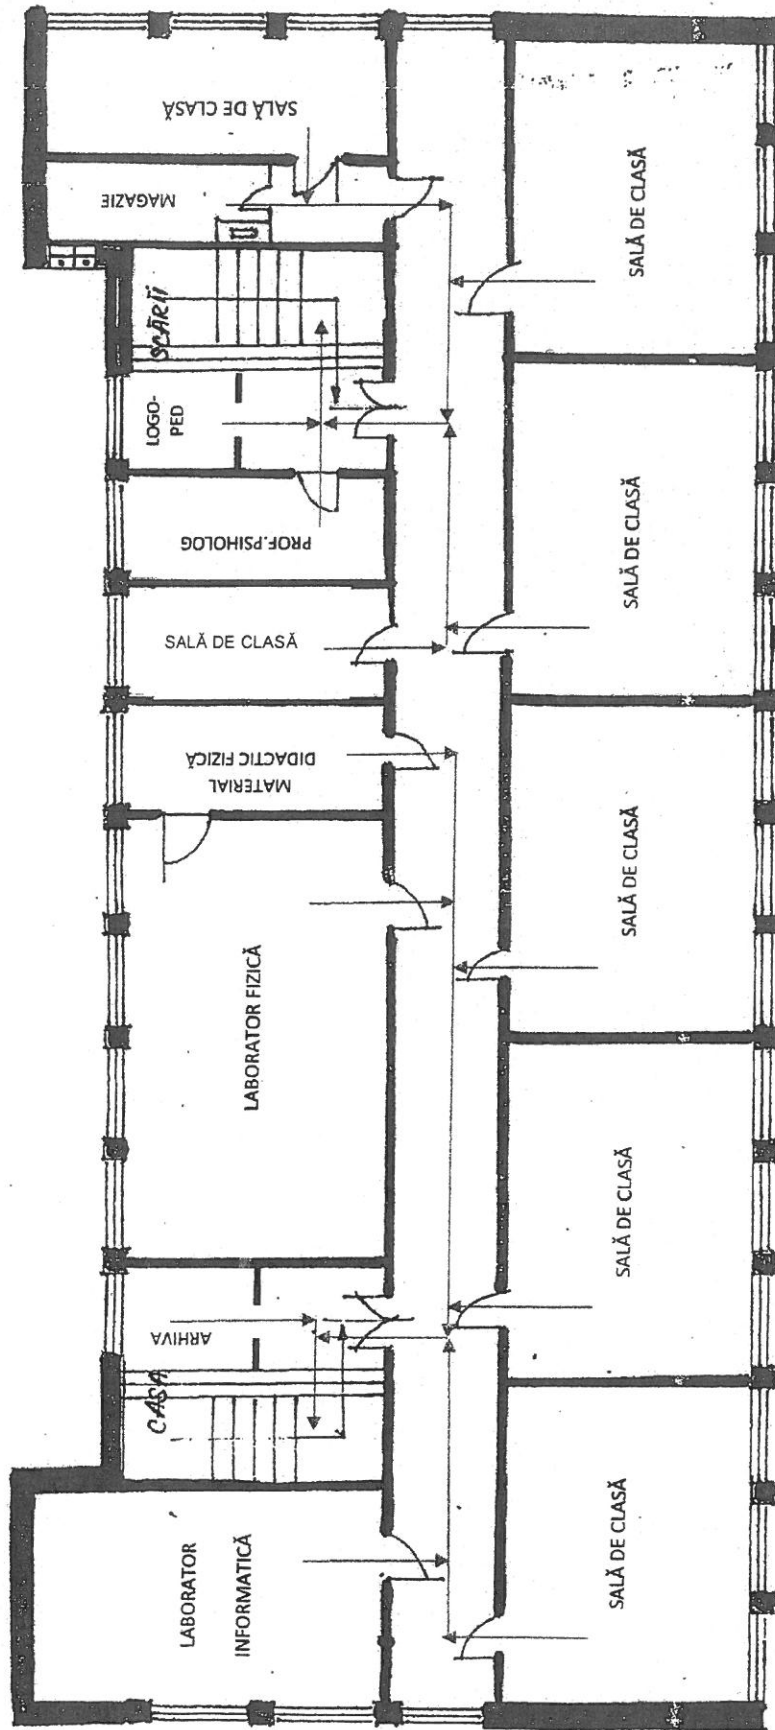 SALĂ DE CLASĂ
MAGAZIE
SCĂRII
LOGO-
PED
PROF.PSIHOLOG
SALĂ DE CLASĂ
MATERIAL
DIDACTIC FIZICĂ
LABORATOR FIZICĂ
ARHIVA
CASA
LABORATOR
INFORMATICĂ
SALĂ DE CLASĂ
SALĂ DE CLASĂ
SALĂ DE CLASĂ
SALĂ DE CLASĂ
SALĂ DE CLASĂ